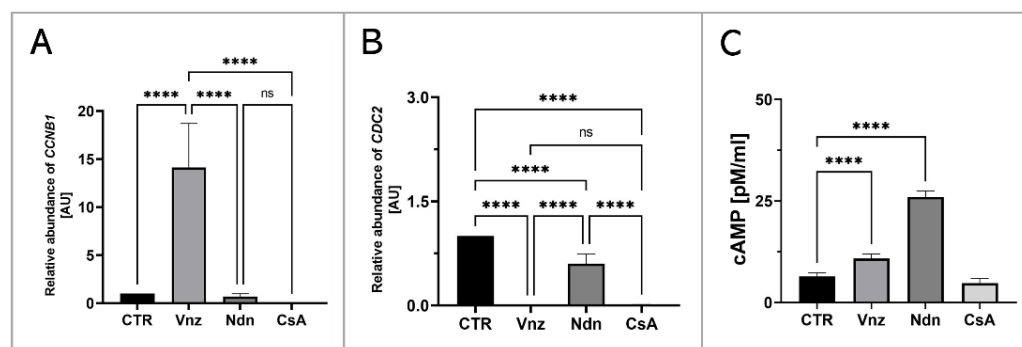 A
Relative abundance of CCNB1
[AU]
20
15
10
5
0
****
**** **** ns
CTR Vnz Ndn CsA
B
Relative abundance of CDC2
[AU]
3.0
1.5
0.0
****
ns
****
**** **** ****
CTR Vnz Ndn CsA
C
cAMP [pM/ml]
50
25
0
****
****
CTR Vnz Ndn CsA